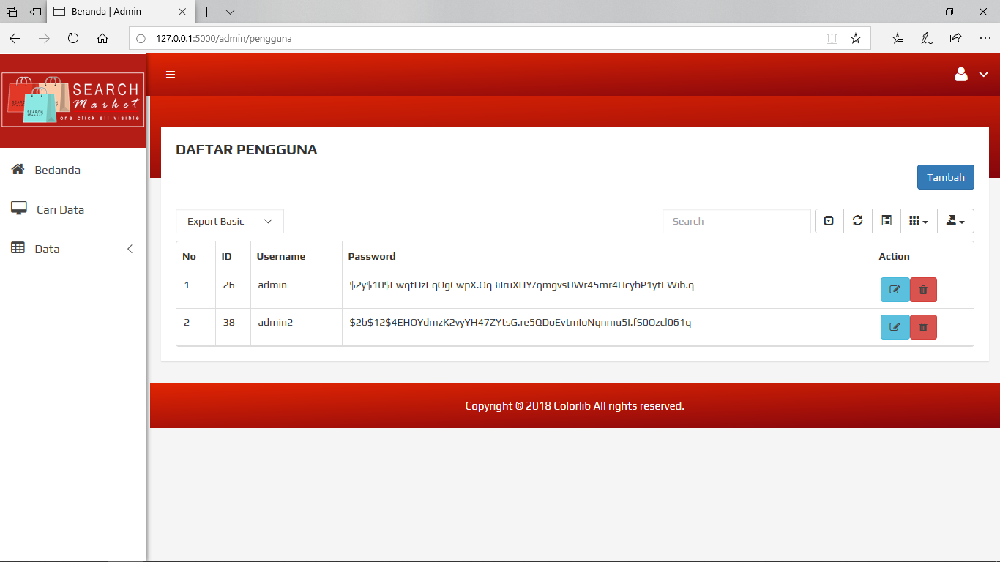 Beranda | Admin
127.0.0.1:5000/admin/pengguna
SEARCH
Market
one click all visible
SEARCH
Market
Bedanda
Cari Data
Data
DAFTAR PENGGUNA
Tambah
Export Basic
Search
No ID Username Password Action
1 26 admin $2y$10$EwqtDzEqQgCwpX.Oq3iIruXHY/qmgvsUWr45mr4HcybP1ytEWib.q
2 38 admin2 $2b$12$4EHOYdmzK2vyYH47ZYtsG.re5QDoEvtmIoNqnmu5I.fS0Ozcl061q
Copyright © 2018 Colorlib All rights reserved.